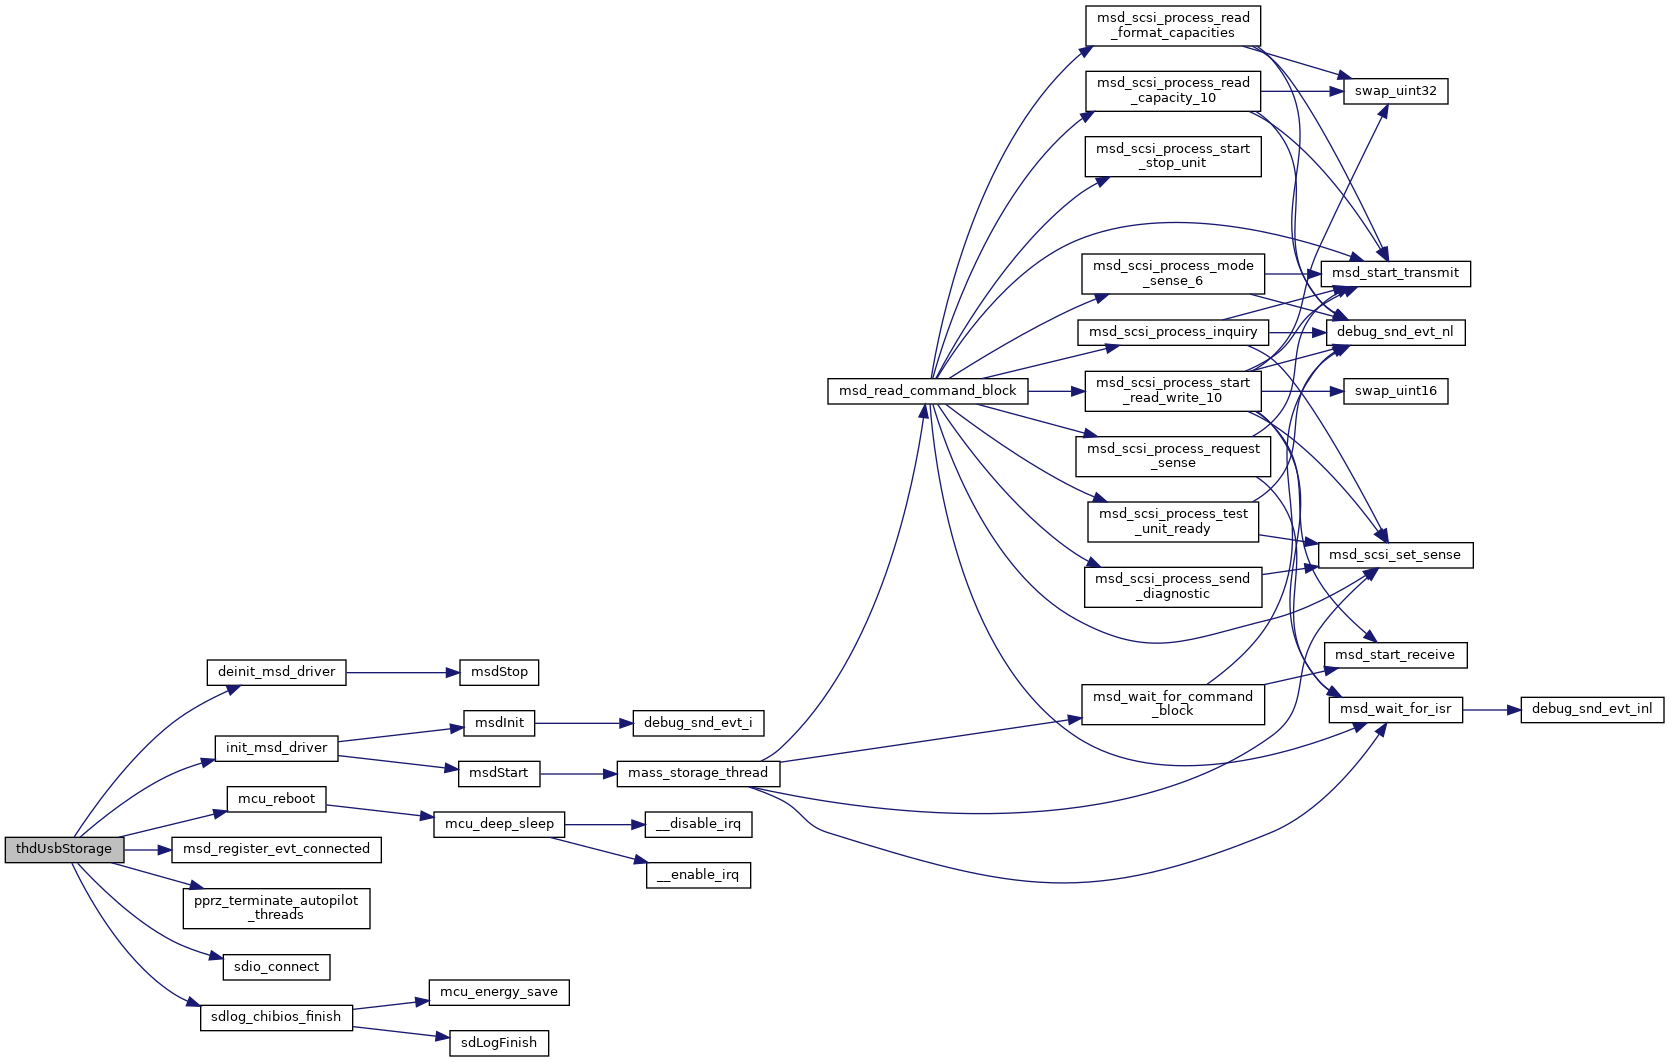 msd_scsi_process_read
_format_capacities
msd_scsi_process_read
_capacity_10
swap_uint32
msd_scsi_process_start
_stop_unit
msd_scsi_process_mode
_sense_6
msd_start_transmit
msd_scsi_process_inquiry
debug_snd_evt_nl
msd_read_command_block
msd_scsi_process_start
_read_write_10
swap_uint16
msd_scsi_process_request
_sense
msd_scsi_process_test
_unit_ready
msd_scsi_set_sense
msd_scsi_process_send
_diagnostic
msd_start_receive
deinit_msd_driver
msdStop
msd_wait_for_command
_block
msd_wait_for_isr
debug_snd_evt_inl
msdInit
debug_snd_evt_i
init_msd_driver
msdStart
mass_storage_thread
mcu_reboot
mcu_deep_sleep
__disable_irq
thdUsbStorage
msd_register_evt_connected
__enable_irq
pprz_terminate_autopilot
_threads
sdio_connect
mcu_energy_save
sdlog_chibios_finish
sdLogFinish